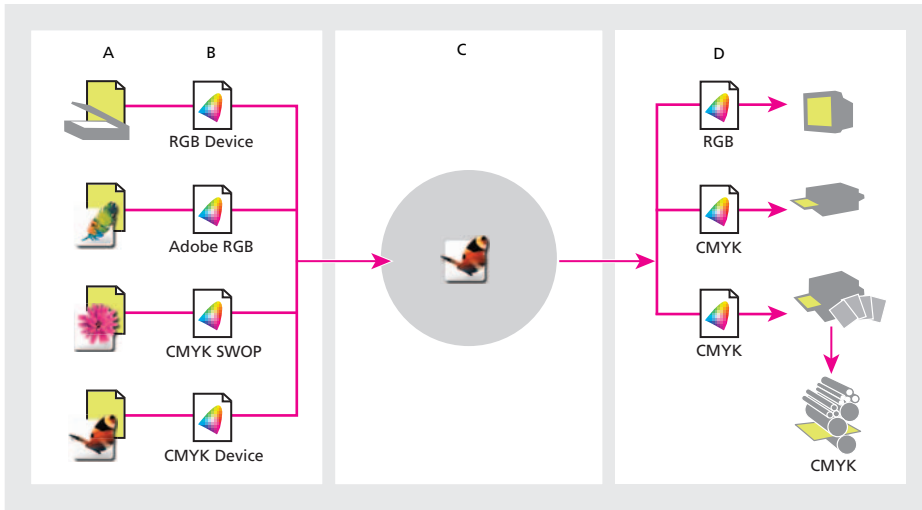 A
B
C
D
RGB Device
Adobe RGB
CMYK SWOP
CMYK Device
RGB
CMYK
CMYK
CMYK